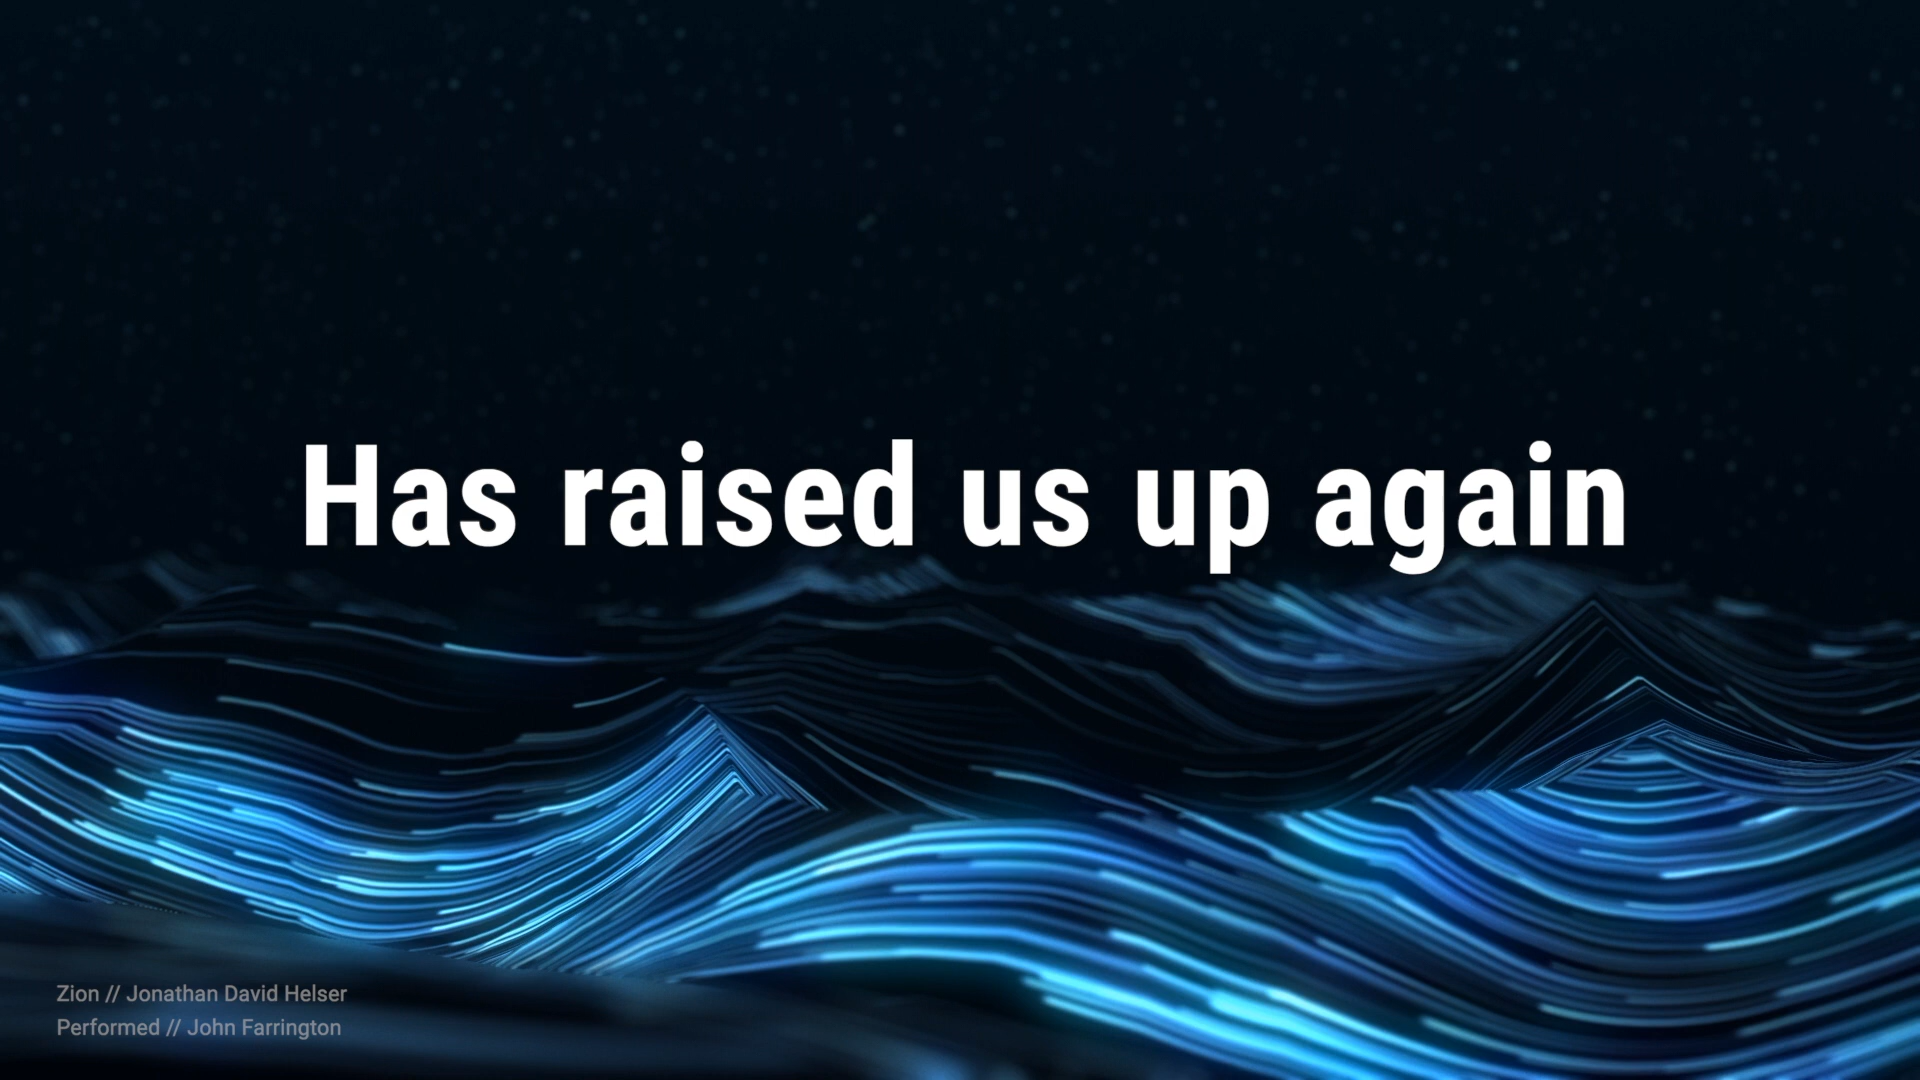 Has raised us up again
Zion // Jonathan David Helser
Performed // John Farrington